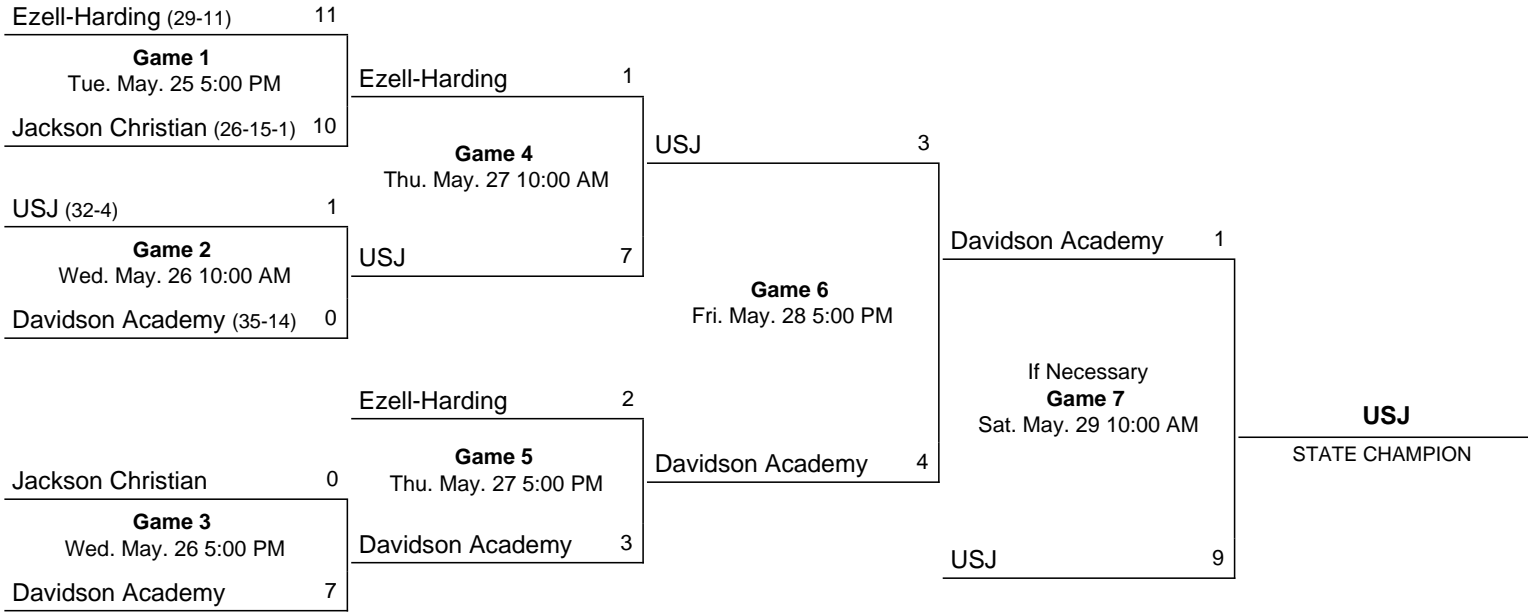 Ezell-Harding (29-11) 11
Game 1
Tue. May. 25 5:00 PM
Jackson Christian (26-15-1) 10
USJ (32-4) 1
Game 2
Wed. May. 26 10:00 AM
Davidson Academy (35-14) 0
Jackson Christian 0
Game 3
Wed. May. 26 5:00 PM
Davidson Academy 7
Ezell-Harding 1
Game 4
Thu. May. 27 10:00 AM
USJ 7
Ezell-Harding 2
Game 5
Thu. May. 27 5:00 PM
Davidson Academy 3
USJ 3
Game 6
Fri. May. 28 5:00 PM
Davidson Academy 4
Davidson Academy 1
If Necessary
Game 7
Sat. May. 29 10:00 AM
USJ 9
USJ
STATE CHAMPION